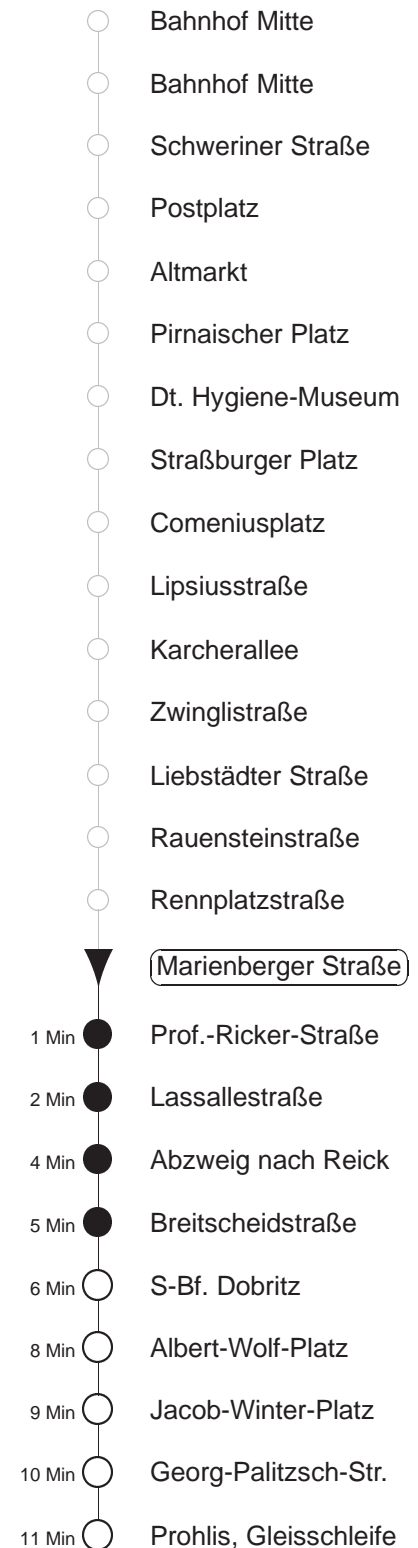 Bahnhof Mitte
Bahnhof Mitte
Schweriner Straße
Postplatz
Altmarkt
Pirnaischer Platz
Dt. Hygiene-Museum
Straßburger Platz
Comeniusplatz
Lipsiusstraße
Karcherallee
Zwinglistraße
Liebstädter Straße
Rauensteinstraße
Rennplatzstraße
Marienberger Straße
1 Min Prof.-Ricker-Straße
2 Min Lassallestraße
4 Min Abzweig nach Reick
5 Min Breitscheidstraße
6 Min S-Bf. Dobritz
8 Min Albert-Wolf-Platz
9 Min Jacob-Winter-Platz
10 Min Georg-Palitzsch-Str.
11 Min Prohlis, Gleisschleife